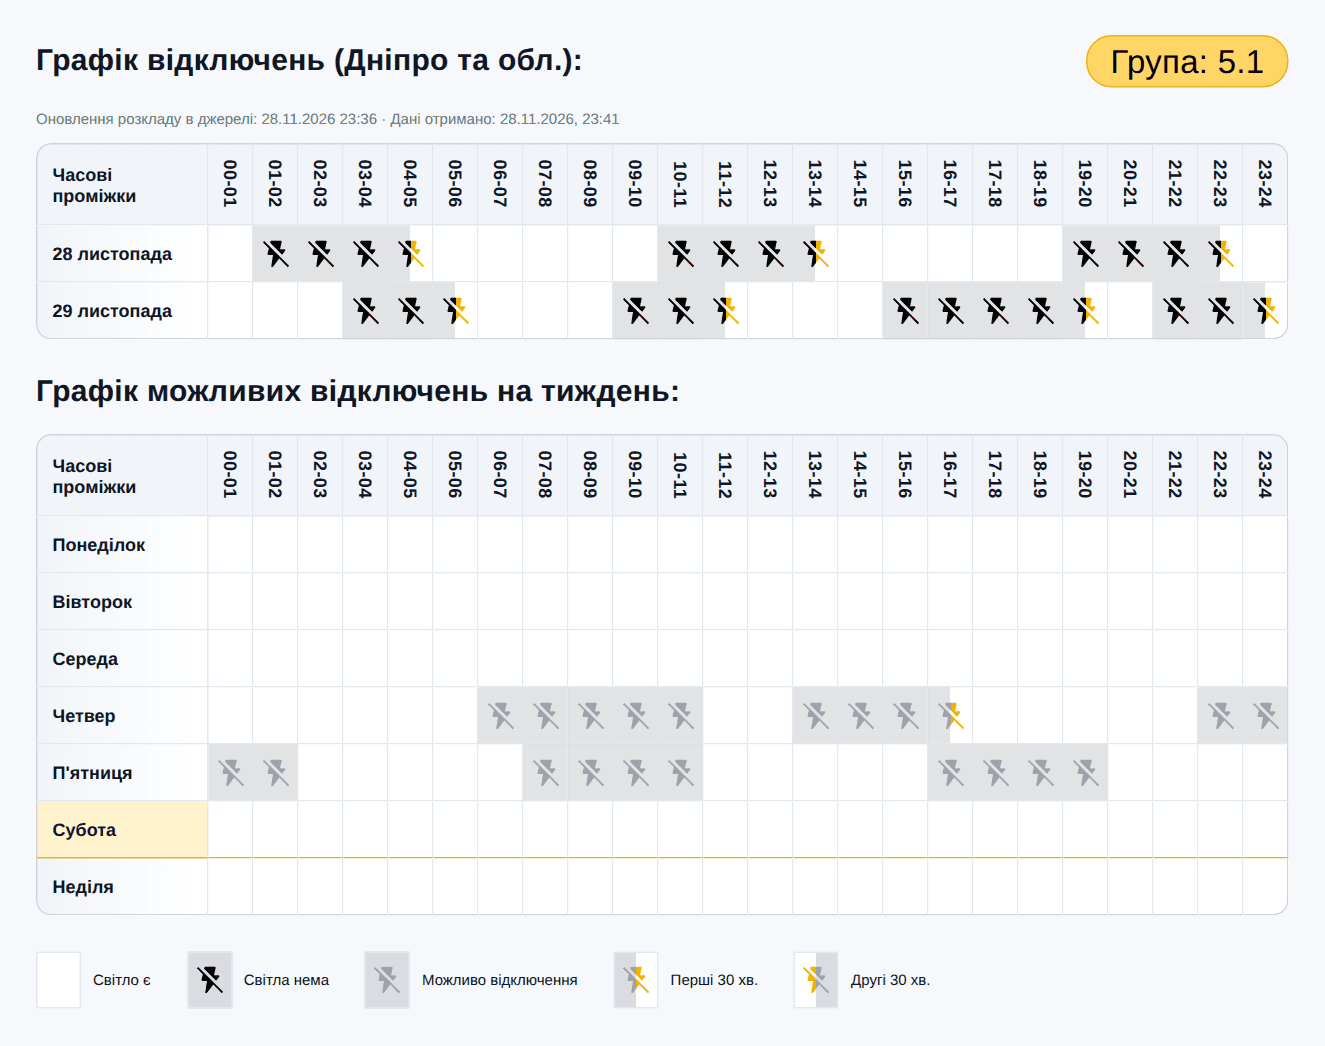 Графік відключень (Дніпро та обл.):
Група: 5.1
Оновлення розкладу в джерелі: 28.11.2026 23:36 · Дані отримано: 28.11.2026, 23:41
Часові
проміжки
00-01 01-02 02-03 03-04 04-05 05-06 06-07 07-08 08-09 09-10 10-11 11-12 12-13 13-14 14-15 15-16 16-17 17-18 18-19 19-20 20-21 21-22 22-23 23-24
28 листопада
29 листопада
Графік можливих відключень на тиждень:
Часові
проміжки
00-01 01-02 02-03 03-04 04-05 05-06 06-07 07-08 08-09 09-10 10-11 11-12 12-13 13-14 14-15 15-16 16-17 17-18 18-19 19-20 20-21 21-22 22-23 23-24
Понеділок
Вівторок
Середа
Четвер
П'ятниця
Субота
Неділя
Світло є Світла нема Можливо відключення Перші 30 хв. Другі 30 хв.